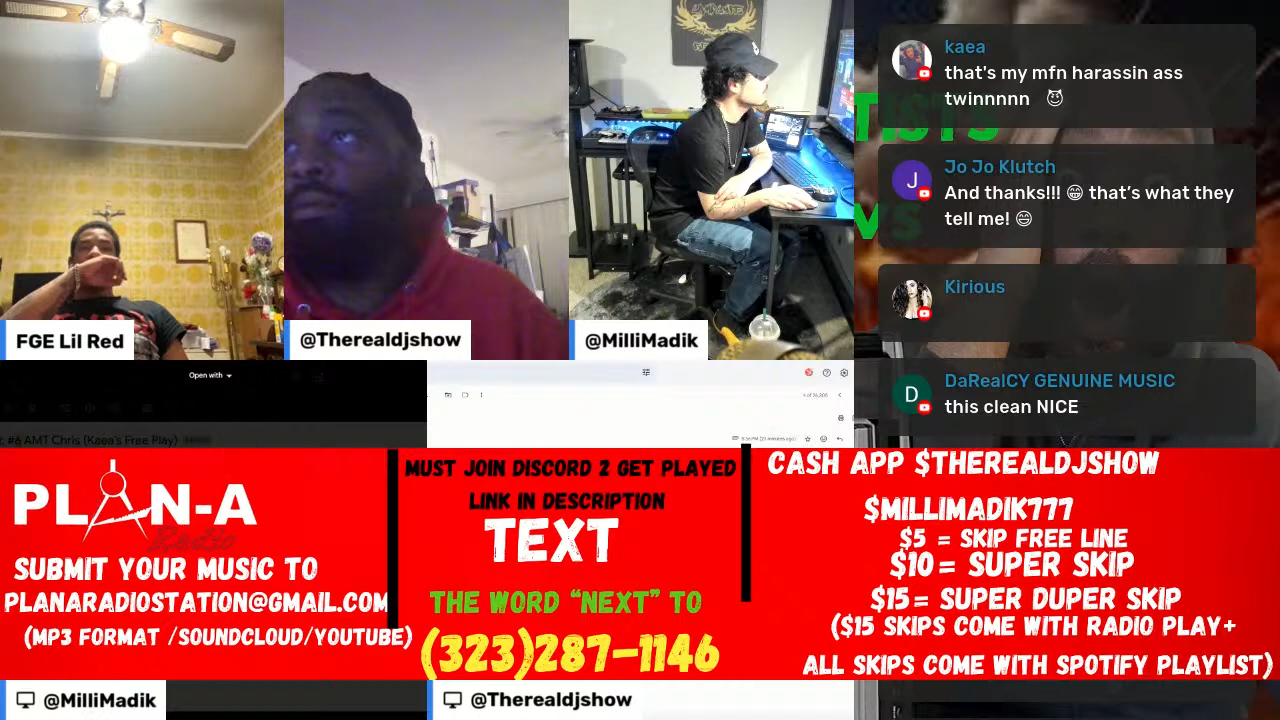 FGE Lil Red
@Therealdjshow
@MilliMadik
kaea
that's my mfn harassin ass
twinnnnn 😈
Jo Jo Klutch
J
And thanks!!! 😁 that's what they
tell me! 😄
Kirious
DaRealCY GENUINE MUSIC
D
this clean NICE
TISTS
Open with
#6 AMT Chris (Kaea's Free Play)
PLAN-A
Radio
SUBMIT YOUR MUSIC TO
PLANARADIOSTATION@GMAIL.COM
(MP3 FORMAT /SOUNDCLOUD/YOUTUBE)
MUST JOIN DISCORD 2 GET PLAYED
LINK IN DESCRIPTION
TEXT
THE WORD “NEXT” TO
(323)287-1146
CASH APP $THEREALDJSHOW
$MILLIMADIK777
$5 = SKIP FREE LINE
$10 = SUPER SKIP
$15= SUPER DUPER SKIP
($15 SKIPS COME WITH RADIO PLAY+
ALL SKIPS COME WITH SPOTIFY PLAYLIST)
@MilliMadik
@Therealdjshow